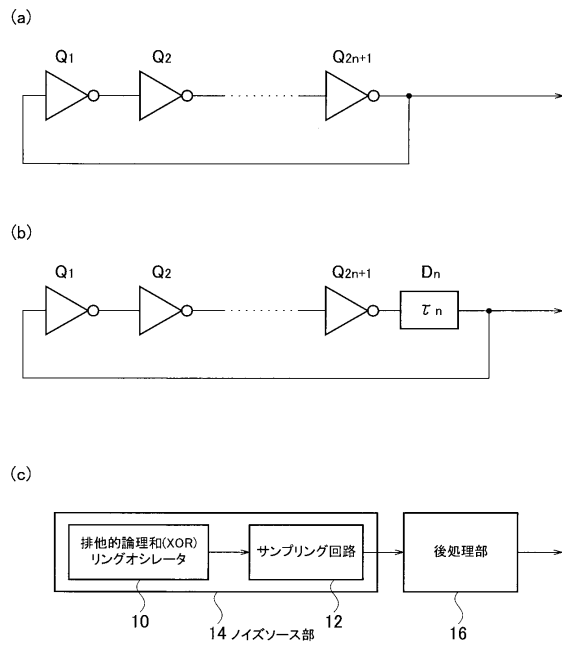 (a)
Q1 Q2 Q2n+1
(b)
Q1 Q2 Q2n+1 Dn
τn
(c)
排他的論理和(XOR)
リングオシレータ
サンプリング回路
後処理部
10
14 ノイズソース部
12
16